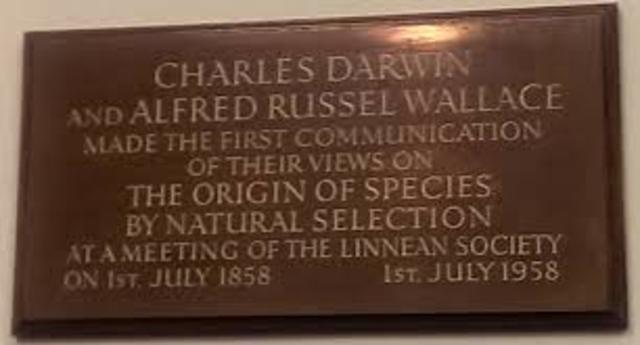 CHARLES DARWIN
AND ALFRED RUSSEL WALLACE
MADE THE FIRST COMMUNICATION
OF THEIR VIEWS ON
THE ORIGIN OF SPECIES
BY NATURAL SELECTION
AT A MEETING OF THE LINNEAN SOCIETY
ON 1ST. JULY 1858 1ST. JULY 1958